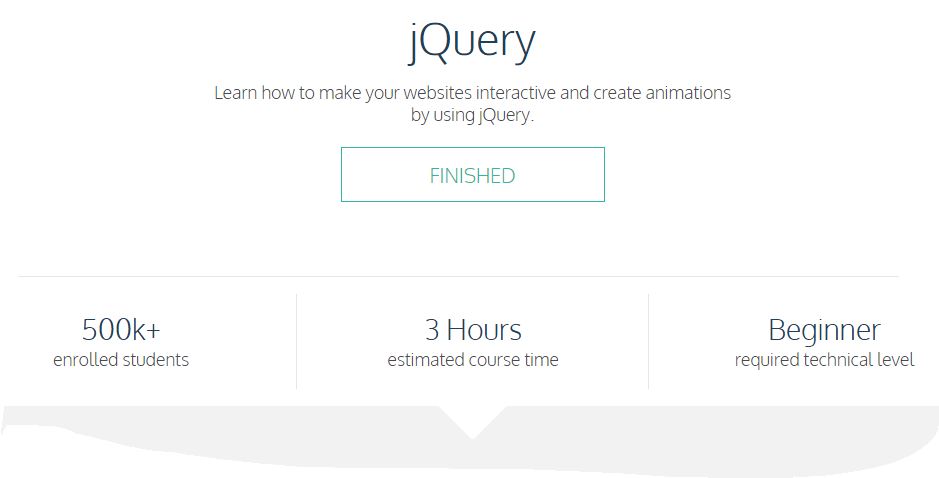 jQuery
Learn how to make your websites interactive and create animations
by using jQuery.
FINISHED
500k+
enrolled students
3 Hours
estimated course time
Beginner
required technical level